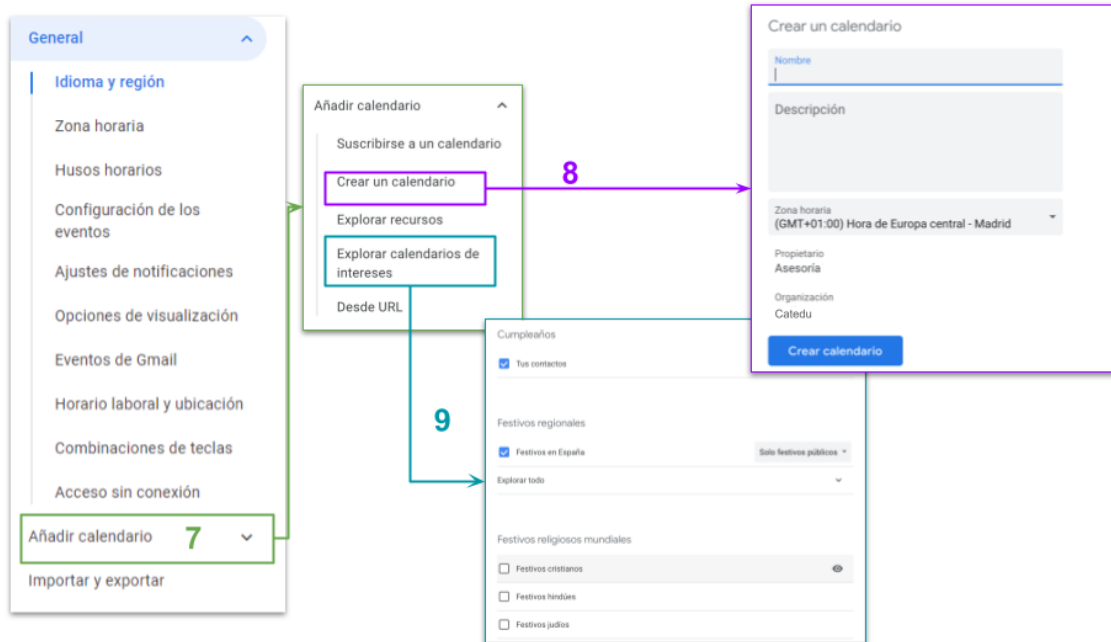 General
Idioma y región
Zona horaria
Husos horarios
Configuración de los
eventos
Ajustes de notificaciones
Opciones de visualización
Eventos de Gmail
Horario laboral y ubicación
Combinaciones de teclas
Acceso sin conexión
Añadir calendario
7
Importar y exportar
Añadir calendario
Suscribirse a un calendario
Crear un calendario
Explorar recursos
Explorar calendarios de
intereses
Desde URL
8
Crear un calendario
Nombre
Descripción
Zona horaria
(GMT+01:00) Hora de Europa central - Madrid
Propietario
Asesoría
Organización
Catedu
Crear calendario
9
Cumpleaños
Tus contactos
Festivos regionales
Festivos en España
Solo festivos públicos
Explorar todo
Festivos religiosos mundiales
Festivos cristianos
Festivos hindúes
Festivos judíos